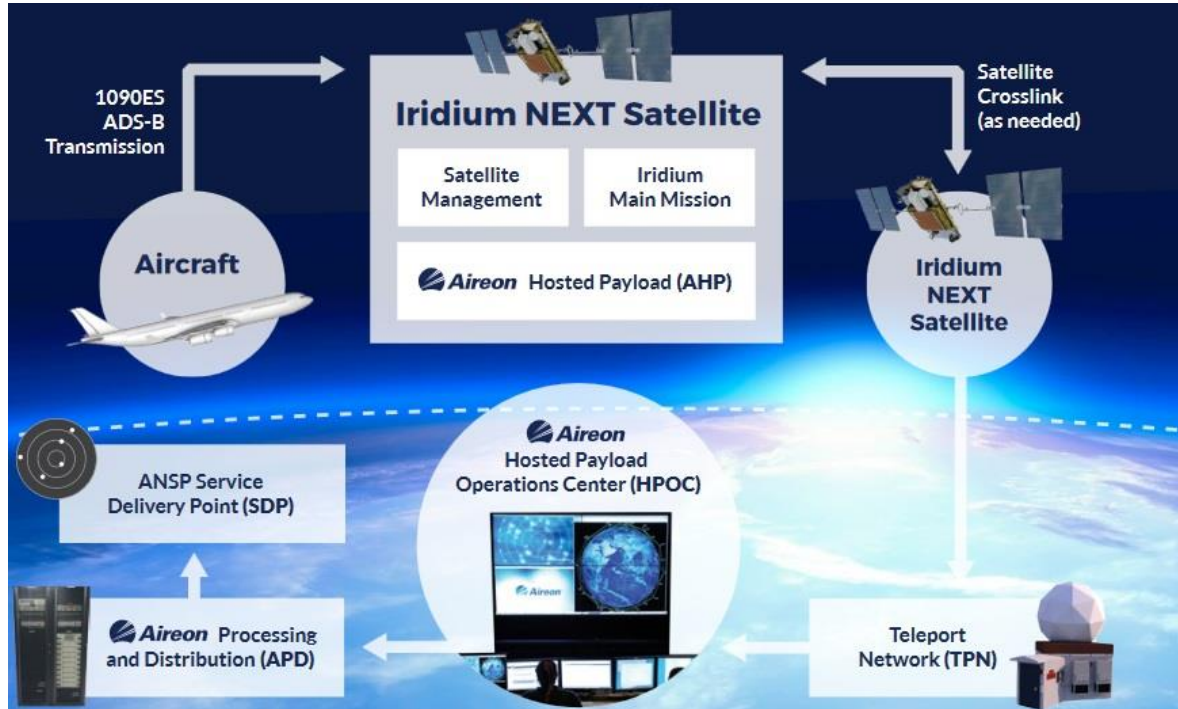 1090ES
ADS-B
Transmission
Aircraft
Iridium NEXT Satellite
Satellite
Management
Iridium
Main Mission
Aireon Hosted Payload (AHP)
Satellite
Crosslink
(as needed)
Iridium
NEXT
Satellite
Aireon
Hosted Payload
Operations Center (HPOC)
Aireon
ANSP Service
Delivery Point (SDP)
Aireon Processing
and Distribution (APD)
Teleport
Network (TPN)